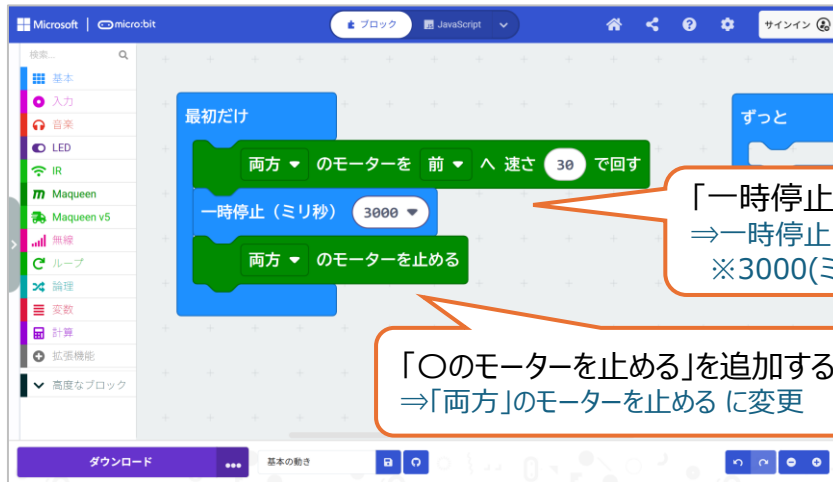 Microsoft
micro:bit
ブロック
JavaScript
サインイン
検索...
基本
入力
音楽
LED
IR
Maqueen
Maqueen v5
無線
ループ
論理
変数
計算
拡張機能
高度なブロック
最初だけ
両方 のモーターを 前 へ 速さ 30 で回す
一時停止（ミリ秒） 3000
両方 のモーターを止める
ずっと
「一時停止
⇒一時停止
※3000(ミ
「〇のモーターを止める」を追加する
⇒「両方」のモーターを止める に変更
ダウンロード
基本の動き